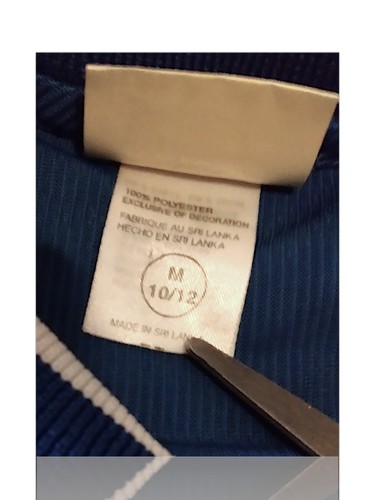 100% POLYESTER
EXCLUSIVE OF DECORATION
FABRIQUE AU SRI LANKA
HECHO EN SRI LANKA
M
10/12
MADE IN SRI LANKA